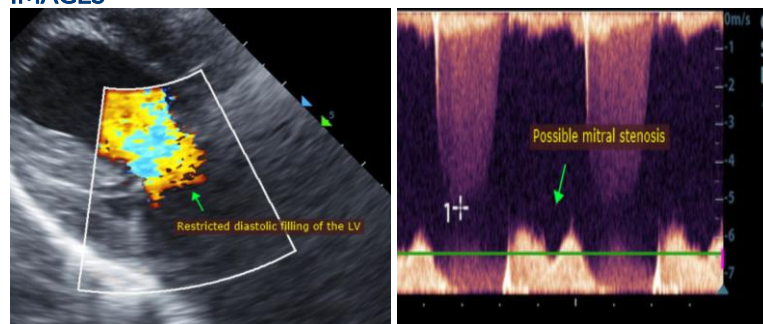 IMAGES
5
Restricted diastolic filling of the LV
0m/s
-1
-2
-3
-4
Possible mitral stenosis
-5
1
-6
-7